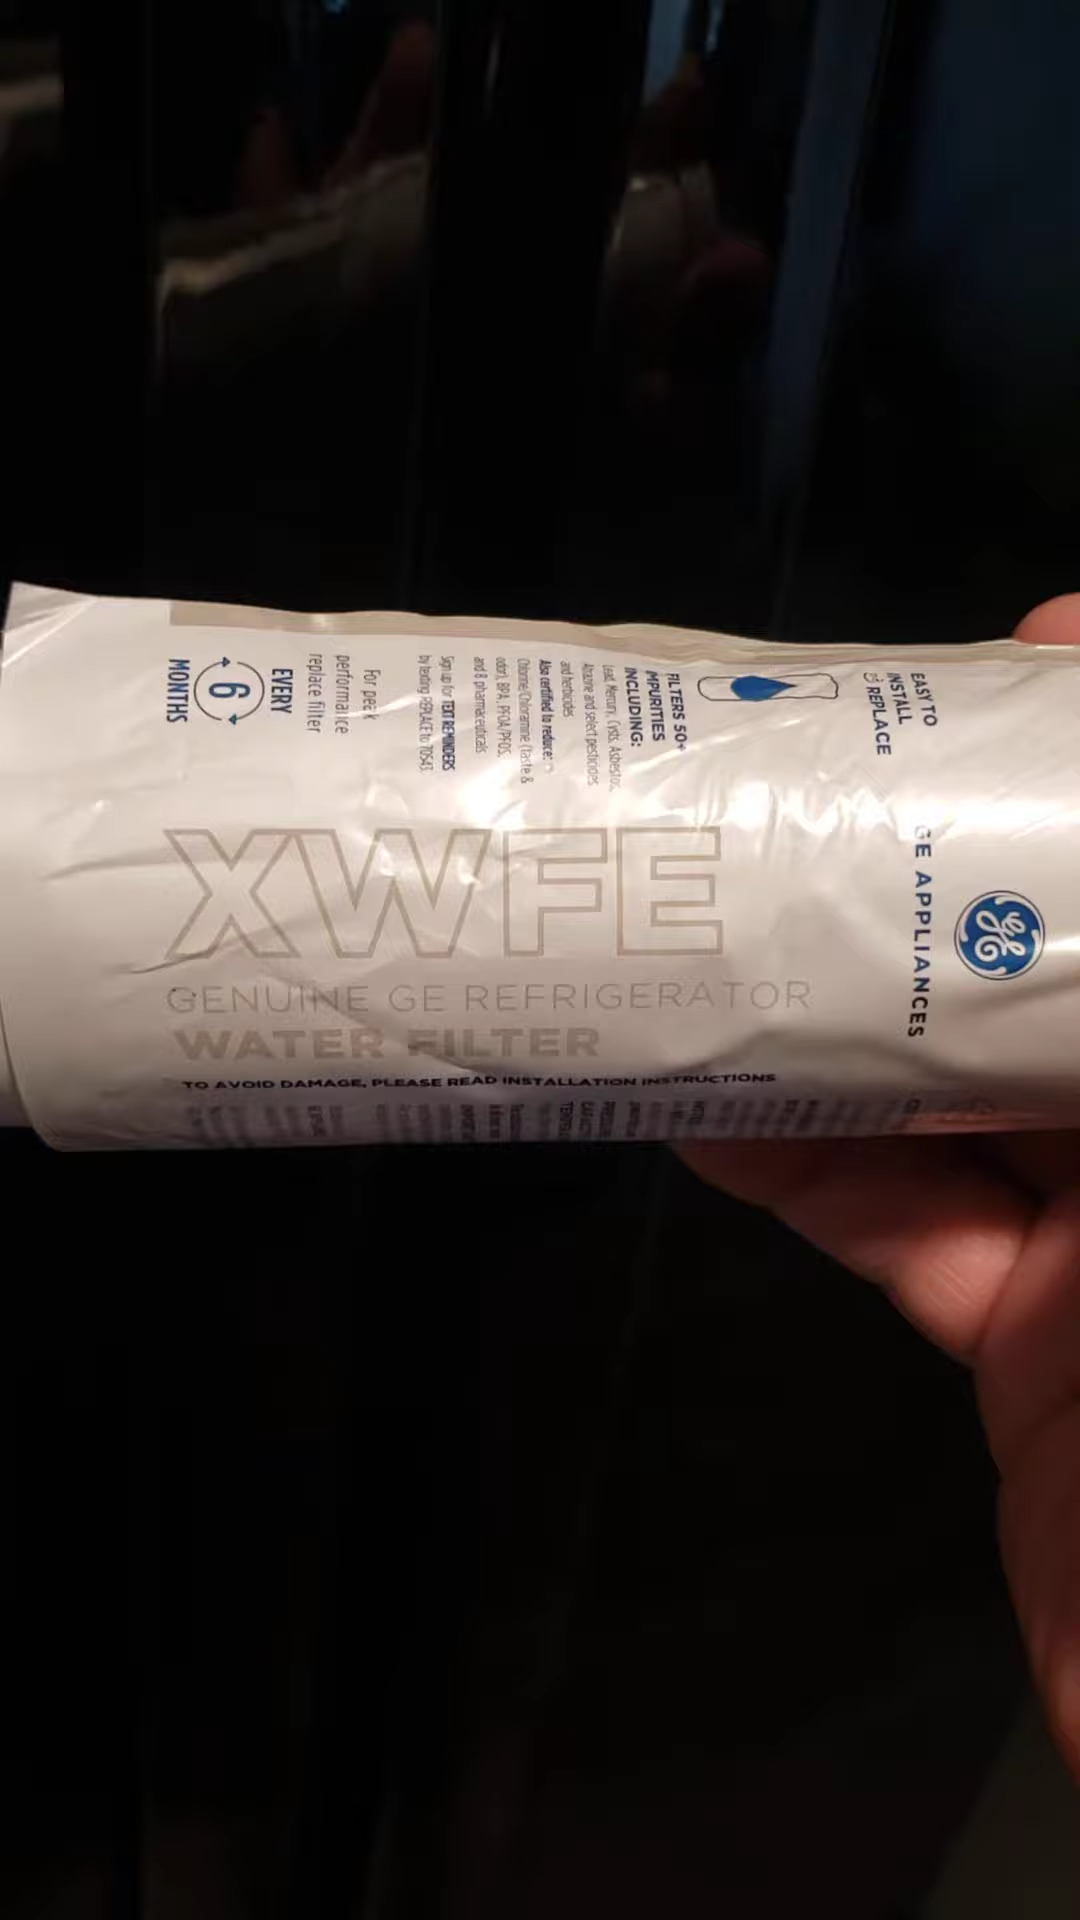 GE APPLIANCES
EASY TO
INSTALL
& REPLACE
FILTERS 50+
IMPURITIES
INCLUDING:
Lead, Mercury, Cysts, Asbestos,
Atrazine and select pesticides
and herbicides
Also certified to reduce:
Chlorine/Chloramine (Taste &
odor), BPA, PFOA/PFOS,
and 8 pharmaceuticals
Sign up for TEXT REMINDERS
by texting REPLACE to 70543.
For peak
performance
replace filter
EVERY
6
MONTHS
XWFE
GENUINE GE REFRIGERATOR
WATER FILTER
TO AVOID DAMAGE, PLEASE READ INSTALLATION INSTRUCTIONS